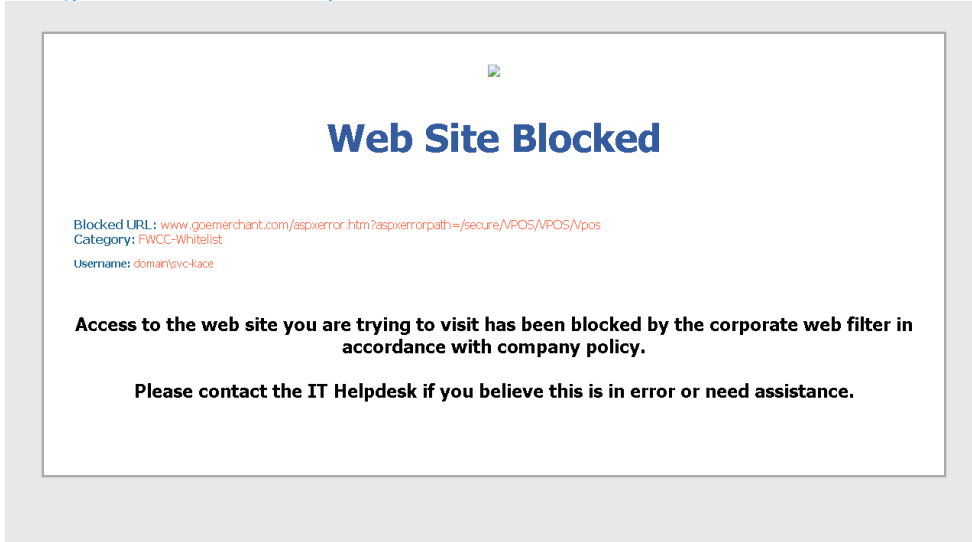 Web Site Blocked
Blocked URL: www.goemerchant.com/aspxerror.htm?aspxerrorpath=/secure/VPOS/VPOS/Vpos
Category: FWCC-Whitelist
Username: domain\svc-kace
Access to the web site you are trying to visit has been blocked by the corporate web filter in
accordance with company policy.
Please contact the IT Helpdesk if you believe this is in error or need assistance.